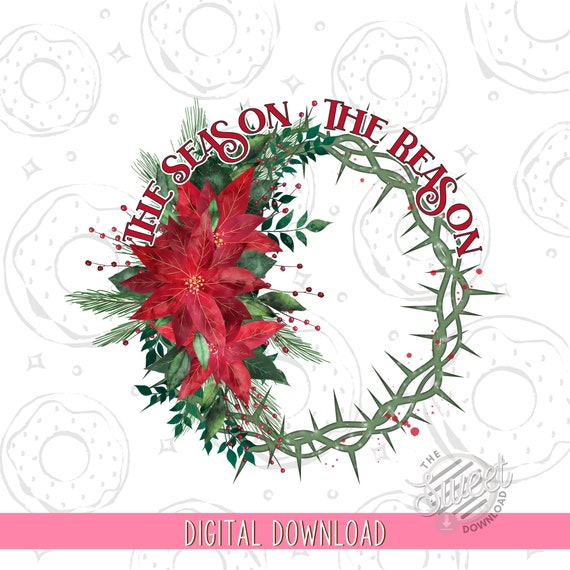 THE SEASON
THE REASON
THE
Sweet
DOWNLOAD
DIGITAL DOWNLOAD